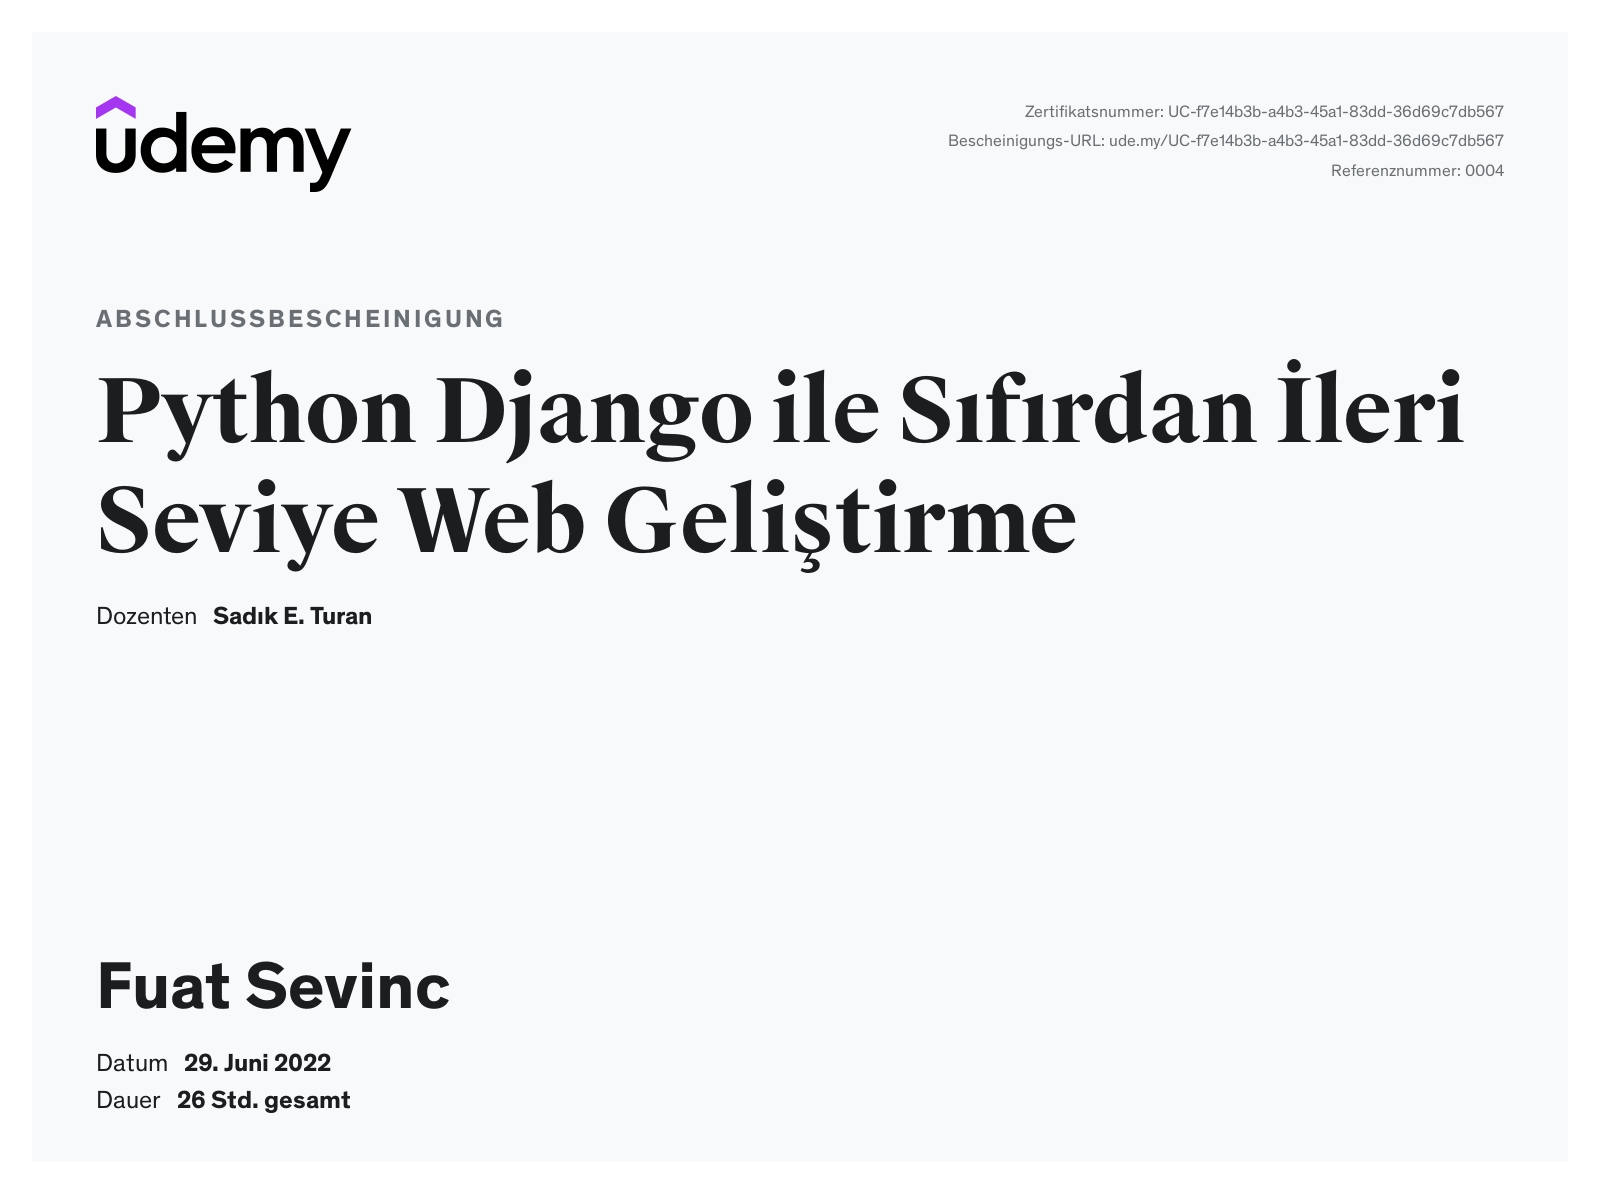 udemy
Zertifikatsnummer: UC-f7e14b3b-a4b3-45a1-83dd-36d69c7db567
Bescheinigungs-URL: ude.my/UC-f7e14b3b-a4b3-45a1-83dd-36d69c7db567
Referenznummer: 0004
ABSCHLUSSBESCHEINIGUNG
Python Django ile Sıfırdan İleri
Seviye Web Geliştirme
Dozenten Sadık E. Turan
Fuat Sevinc
Datum 29. Juni 2022
Dauer 26 Std. gesamt